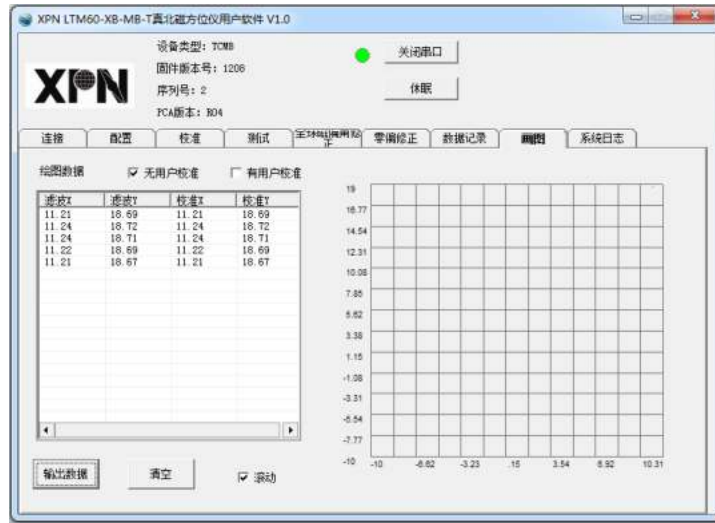 XPN LTM60-XB-MB-T真北磁方位仪用户软件 V1.0
设备类型: TCMB
固件版本号: 1208
序列号: 2
PCA版本: R04
关闭串口
休眠
XPN
连接 配置 校准 测试 零偏修正 数据记录 画图 系统日志
绘图数据 无用户校准 有用户校准
滤波X 滤波Y 校准X 校准Y
11.21 18.69 11.21 18.69
11.24 18.72 11.24 18.72
11.24 18.71 11.24 18.71
11.22 18.69 11.22 18.69
11.21 18.67 11.21 18.67
19
16.77
14.54
12.31
10.08
7.85
5.62
3.38
1.15
-1.08
-3.31
-5.54
-7.77
-10
-10 -6.62 -3.23 .15 3.54 6.92 10.31
输出数据 清空 滚动